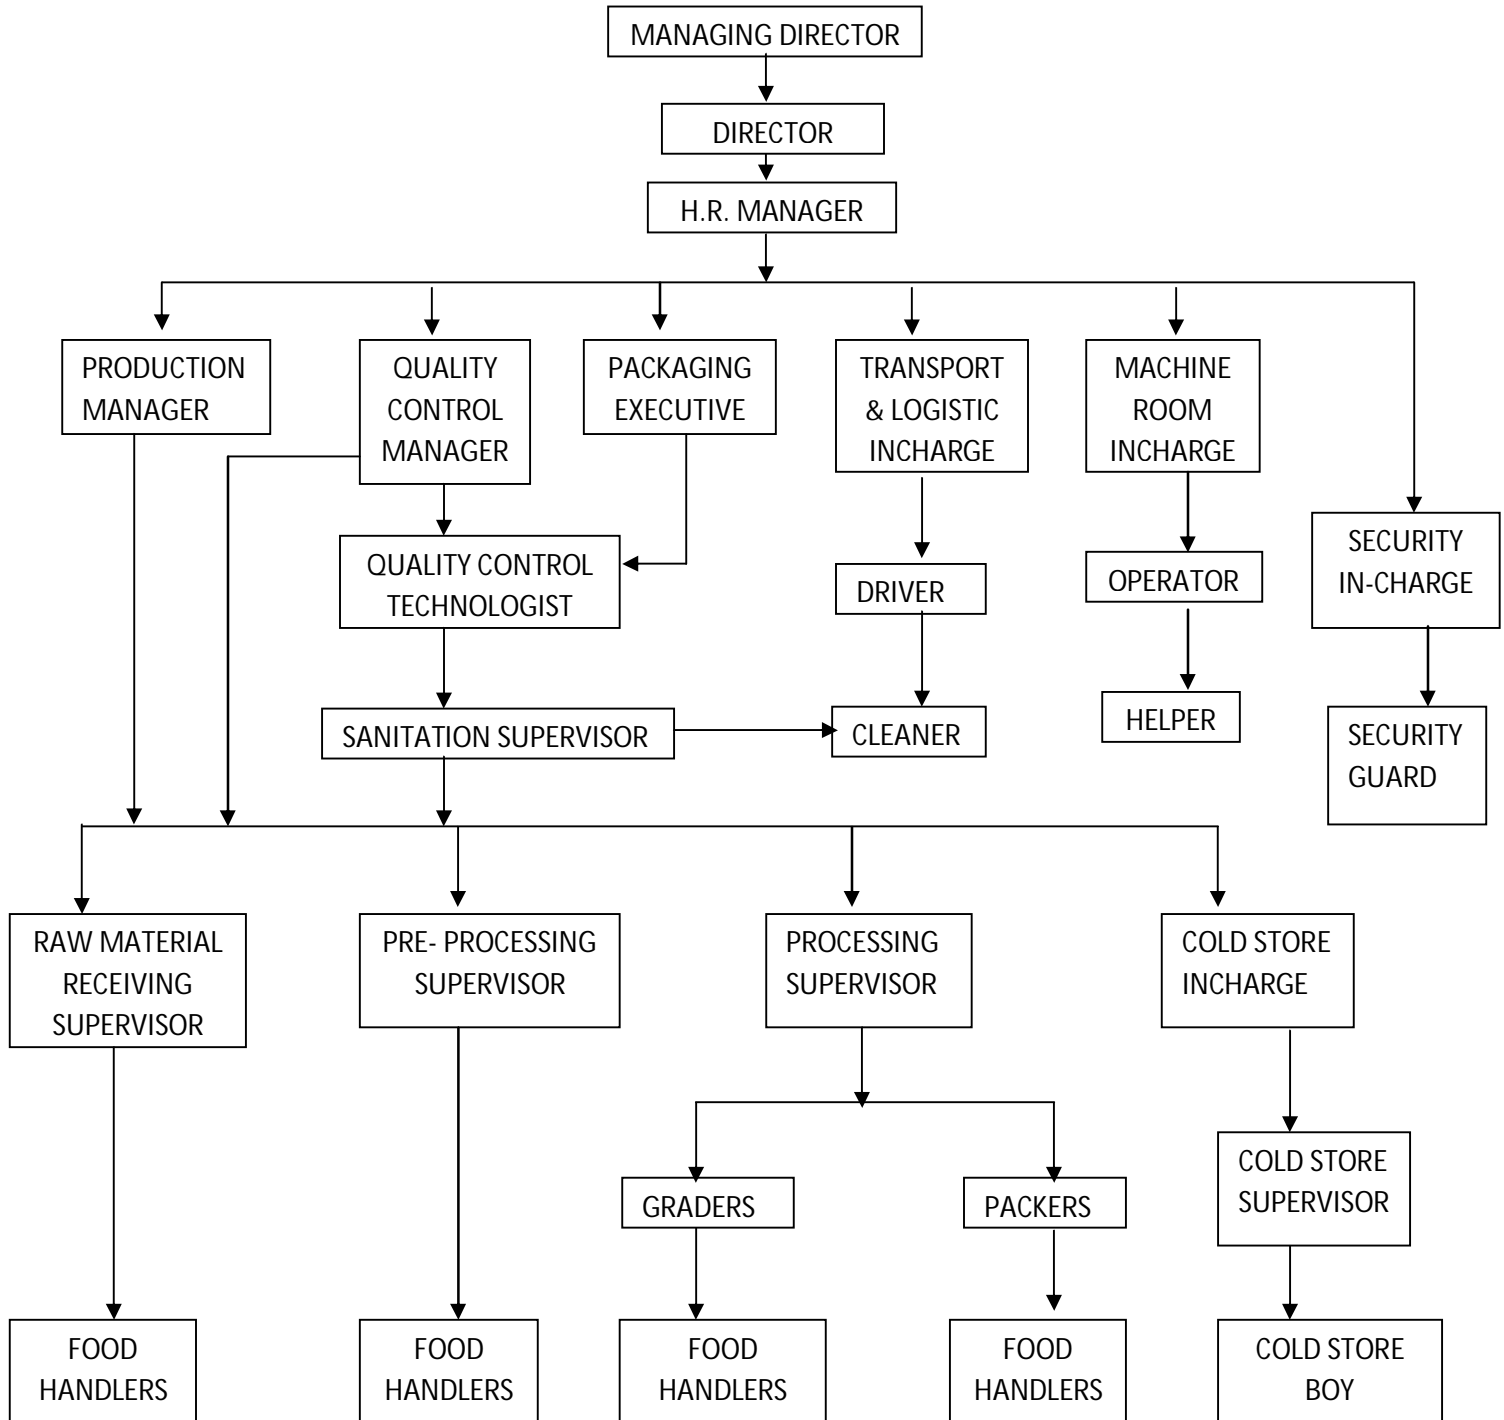 MANAGING DIRECTOR
DIRECTOR
H.R. MANAGER
PRODUCTION
MANAGER
QUALITY
CONTROL
MANAGER
PACKAGING
EXECUTIVE
TRANSPORT
& LOGISTIC
INCHARGE
MACHINE
ROOM
INCHARGE
SECURITY
IN-CHARGE
QUALITY CONTROL
TECHNOLOGIST
DRIVER
OPERATOR
SANITATION SUPERVISOR
CLEANER
HELPER
SECURITY
GUARD
RAW MATERIAL
RECEIVING
SUPERVISOR
PRE- PROCESSING
SUPERVISOR
PROCESSING
SUPERVISOR
COLD STORE
INCHARGE
GRADERS
PACKERS
COLD STORE
SUPERVISOR
FOOD
HANDLERS
FOOD
HANDLERS
FOOD
HANDLERS
FOOD
HANDLERS
COLD STORE
BOY